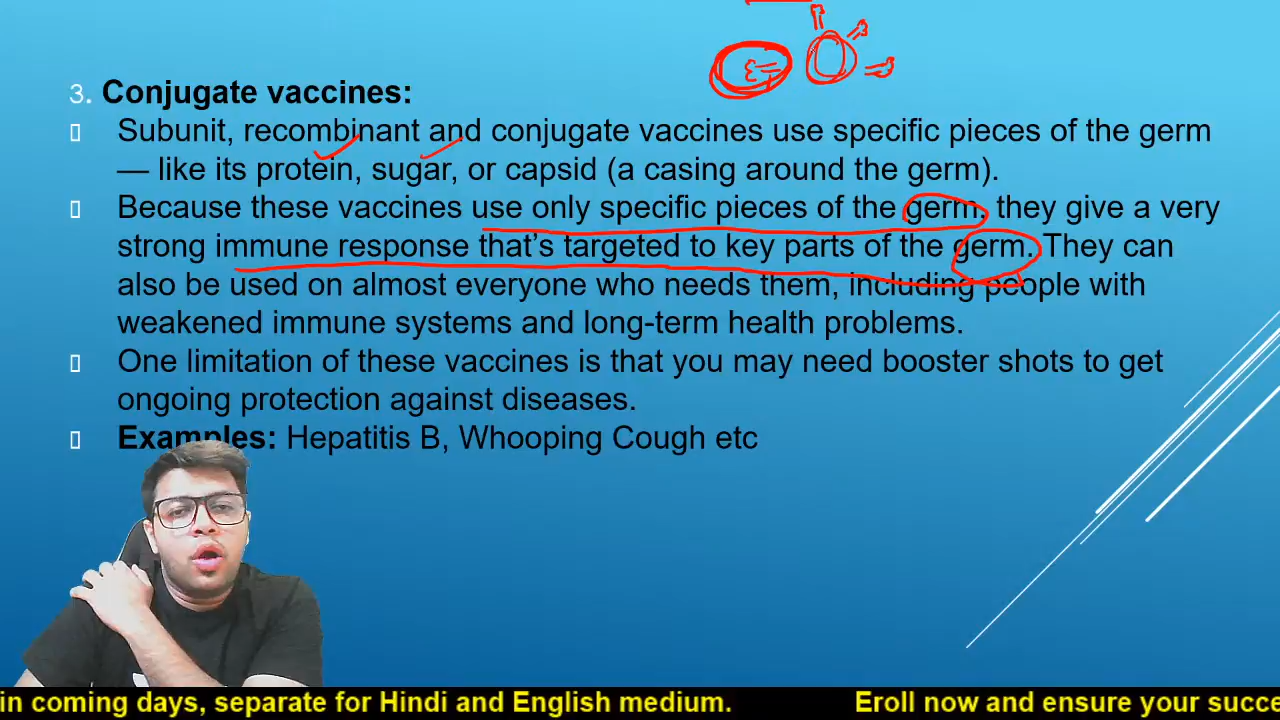 3. Conjugate vaccines:
Subunit, recombinant and conjugate vaccines use specific pieces of the germ
— like its protein, sugar, or capsid (a casing around the germ).
Because these vaccines use only specific pieces of the germ, they give a very
strong immune response that's targeted to key parts of the germ. They can
also be used on almost everyone who needs them, including people with
weakened immune systems and long-term health problems.
One limitation of these vaccines is that you may need booster shots to get
ongoing protection against diseases.
Examples: Hepatitis B, Whooping Cough etc
in coming days, separate for Hindi and English medium. Eroll now and ensure your succe